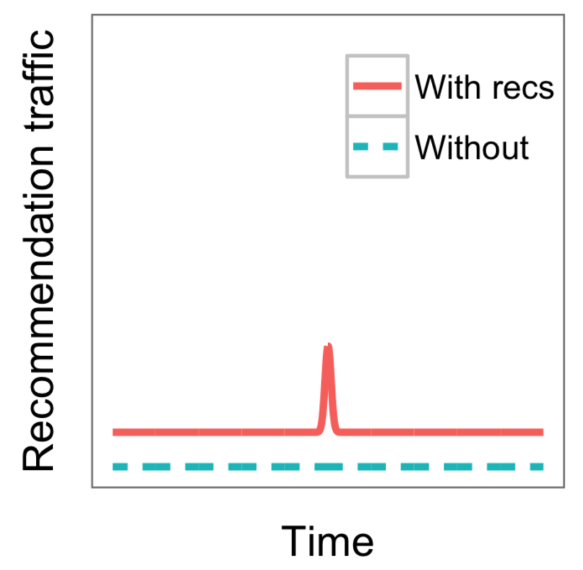 Recommendation traffic
With recs
Without
Time